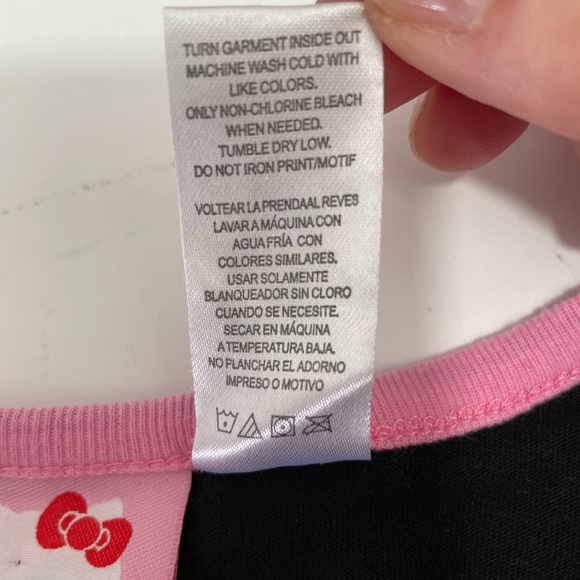 TURN GARMENT INSIDE OUT
MACHINE WASH COLD WITH
LIKE COLORS.
ONLY NON-CHLORINE BLEACH
WHEN NEEDED.
TUMBLE DRY LOW.
DO NOT IRON PRINT/MOTIF
VOLTEAR LA PRENDAAL REVES
LAVAR A MÁQUINA CON
AGUA FRÍA CON
COLORES SIMILARES.
USAR SOLAMENTE
BLANQUEADOR SIN CLORO
CUANDO SE NECESITE.
SECAR EN MÁQUINA
A TEMPERATURA BAJA.
NO PLANCHAR EL ADORNO
IMPRESO O MOTIVO